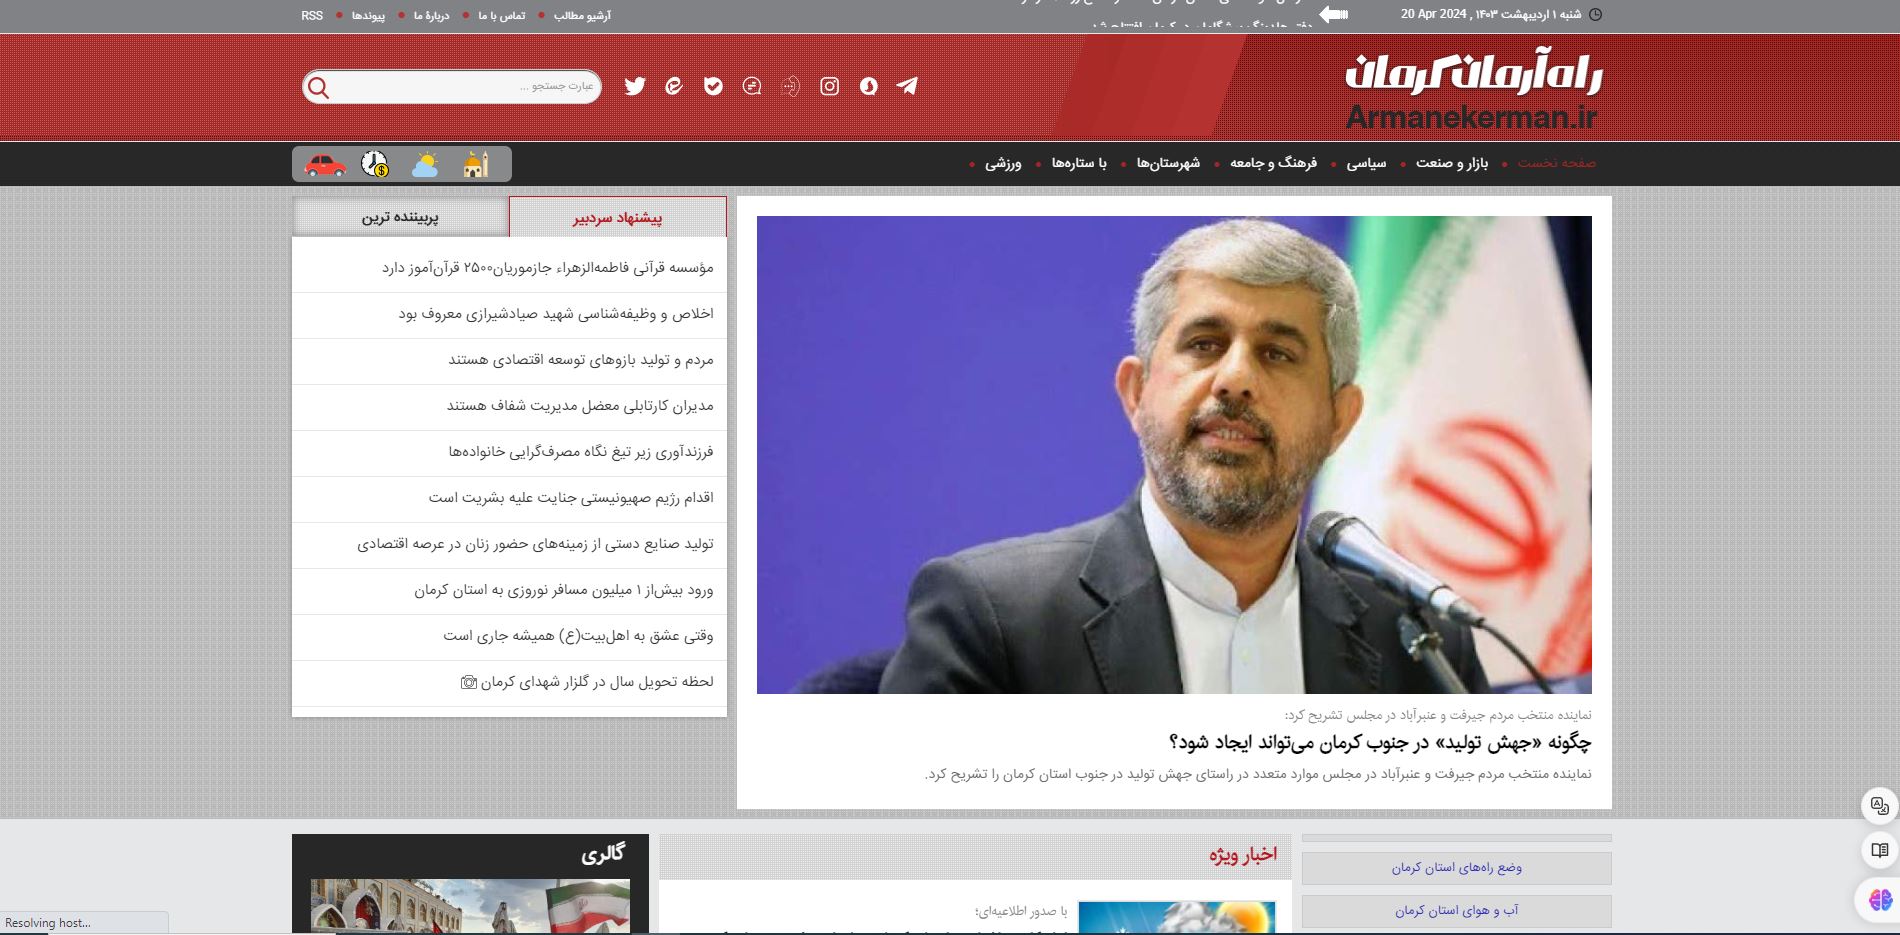 شنبه ۱ اردیبهشت ۱۴۰۳ , 20 Apr 2024
آرشیو مطالب
تماس با ما
دربارهٔ ما
پیوندها
RSS
راه آرمان کرمان
Armanekerman.ir
عبارت جستجو ...
صفحه نخست
بازار و صنعت
سیاسی
فرهنگ و جامعه
شهرستان‌ها
با ستاره‌ها
ورزشی
نماینده منتخب مردم جیرفت و عنبرآباد در مجلس تشریح کرد:
چگونه «جهش تولید» در جنوب کرمان می‌تواند ایجاد شود؟
نماینده منتخب مردم جیرفت و عنبرآباد در مجلس موارد متعدد در راستای جهش تولید در جنوب استان کرمان را تشریح کرد.
پیشنهاد سردبیر
پربیننده ترین
مؤسسه قرآنی فاطمه‌الزهراء جازموریان۲۵۰۰ قرآن‌آموز دارد
اخلاص و وظیفه‌شناسی شهید صیادشیرازی معروف بود
مردم و تولید بازوهای توسعه اقتصادی هستند
مدیران کارتابلی معضل مدیریت شفاف هستند
فرزندآوری زیر تیغ نگاه مصرف‌گرایی خانواده‌ها
اقدام رژیم صهیونیستی جنایت علیه بشریت است
تولید صنایع دستی از زمینه‌های حضور زنان در عرصه اقتصادی
ورود بیش‌از ۱ میلیون مسافر نوروزی به استان کرمان
وقتی عشق به اهل‌بیت(ع) همیشه جاری است
لحظه تحویل سال در گلزار شهدای کرمان
وضع راه‌های استان کرمان
آب و هوای استان کرمان
اخبار ویژه
با صدور اطلاعیه‌ای؛
گالری
Resolving host...